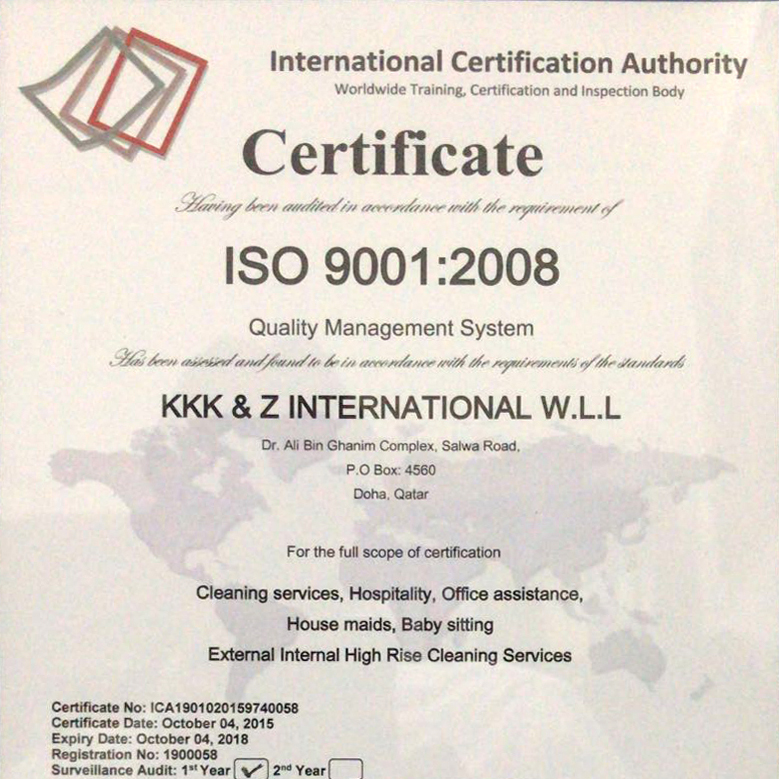 International Certification Authority
Worldwide Training, Certification and Inspection Body
Certificate
Having been audited in accordance with the requirement of
ISO 9001:2008
Quality Management System
Has been assessed and found to be in accordance with the requirements of the standards
KKK & Z INTERNATIONAL W.L.L
Dr. Ali Bin Ghanim Complex, Salwa Road,
P.O Box: 4560
Doha, Qatar
For the full scope of certification
Cleaning services, Hospitality, Office assistance,
House maids, Baby sitting
External Internal High Rise Cleaning Services
Certificate No: ICA1901020159740058
Certificate Date: October 04, 2015
Expiry Date: October 04, 2018
Registration No: 1900058
Surveillance Audit: 1st Year ✓ 2nd Year